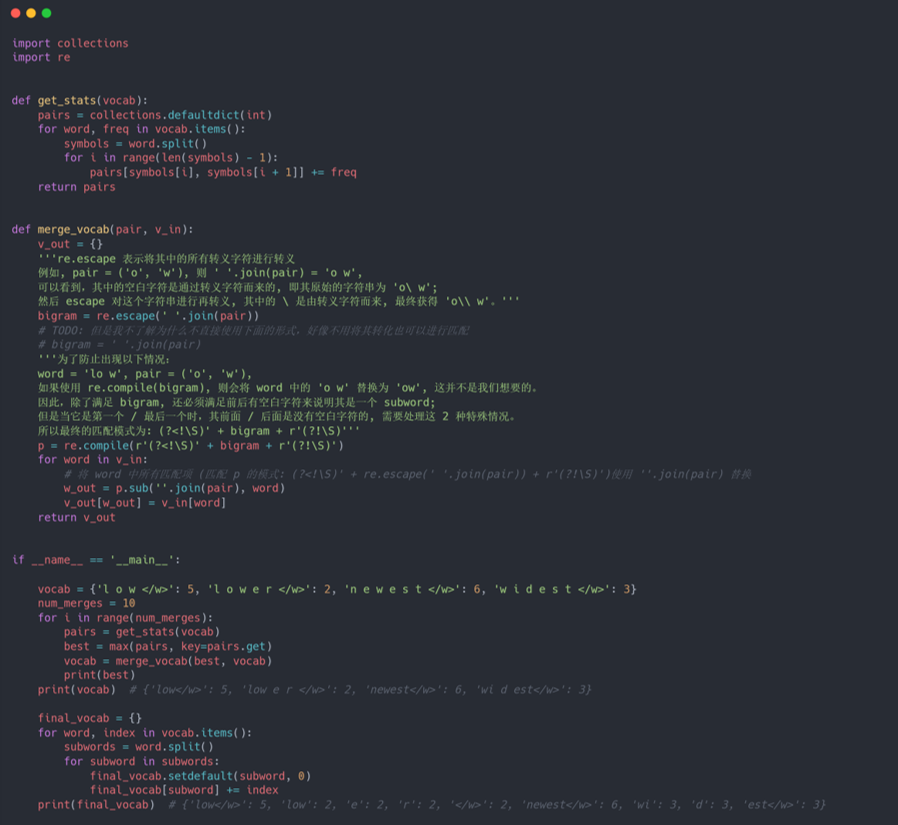 import collections
import re
def get_stats(vocab):
    pairs = collections.defaultdict(int)
    for word, freq in vocab.items():
        symbols = word.split()
        for i in range(len(symbols) - 1):
            pairs[symbols[i], symbols[i + 1]] += freq
    return pairs
def merge_vocab(pair, v_in):
    v_out = {}
    '''re.escape 表示将其中的所有转义字符进行转义
    例如, pair = ('o', 'w'), 则 ' '.join(pair) = 'o w',
    可以看到，其中的空白字符是通过转义字符而来的, 即其原始的字符串为 'o\ w';
    然后 escape 对这个字符串进行再转义, 其中的 \ 是由转义字符而来, 最终获得 'o\\ w'。'''
    bigram = re.escape(' '.join(pair))
    # TODO: 但是我不了解为什么不直接使用下面的形式，好像不用将其转化也可以进行匹配
    # bigram = ' '.join(pair)
    '''为了防止出现以下情况:
    word = 'lo w', pair = ('o', 'w'),
    如果使用 re.compile(bigram), 则会将 word 中的 'o w' 替换为 'ow', 这并不是我们想要的。
    因此, 除了满足 bigram, 还必须满足前后有空白字符来说明其是一个 subword;
    但是当它是第一个 / 最后一个时, 其前面 / 后面是没有空白字符的, 需要处理这 2 种特殊情况。
    所以最终的匹配模式为: (?<!\S)' + bigram + r'(?!\S)'''
    p = re.compile(r'(?<!\S)' + bigram + r'(?!\S)')
    for word in v_in:
        # 将 word 中所有匹配项 (匹配 p 的模式: (?<!\S)' + re.escape(' '.join(pair)) + r'(?!\S)')使用 ''.join(pair) 替换
        w_out = p.sub(''.join(pair), word)
        v_out[w_out] = v_in[word]
    return v_out
if __name__ == '__main__':
    vocab = {'l o w </w>': 5, 'l o w e r </w>': 2, 'n e w e s t </w>': 6, 'w i d e s t </w>': 3}
    num_merges = 10
    for i in range(num_merges):
        pairs = get_stats(vocab)
        best = max(pairs, key=pairs.get)
        vocab = merge_vocab(best, vocab)
        print(best)
    print(vocab)  # {'low</w>': 5, 'low e r </w>': 2, 'newest</w>': 6, 'wi d est</w>': 3}
    final_vocab = {}
    for word, index in vocab.items():
        subwords = word.split()
        for subword in subwords:
            final_vocab.setdefault(subword, 0)
            final_vocab[subword] += index
    print(final_vocab)  # {'low</w>': 5, 'low': 2, 'e': 2, 'r': 2, '</w>': 2, 'newest</w>': 6, 'wi': 3, 'd': 3, 'est</w>': 3}